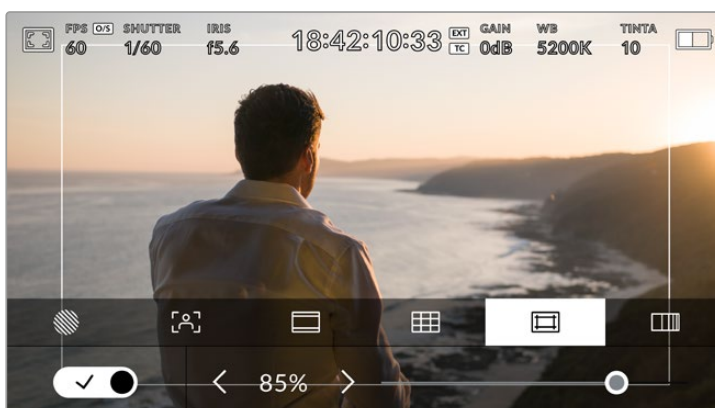 FPS O/S SHUTTER IRIS EXT GAIN WB TINTA
60 1/60 f5.6 18:42:10:33 TC 0dB 5200K 10
85%